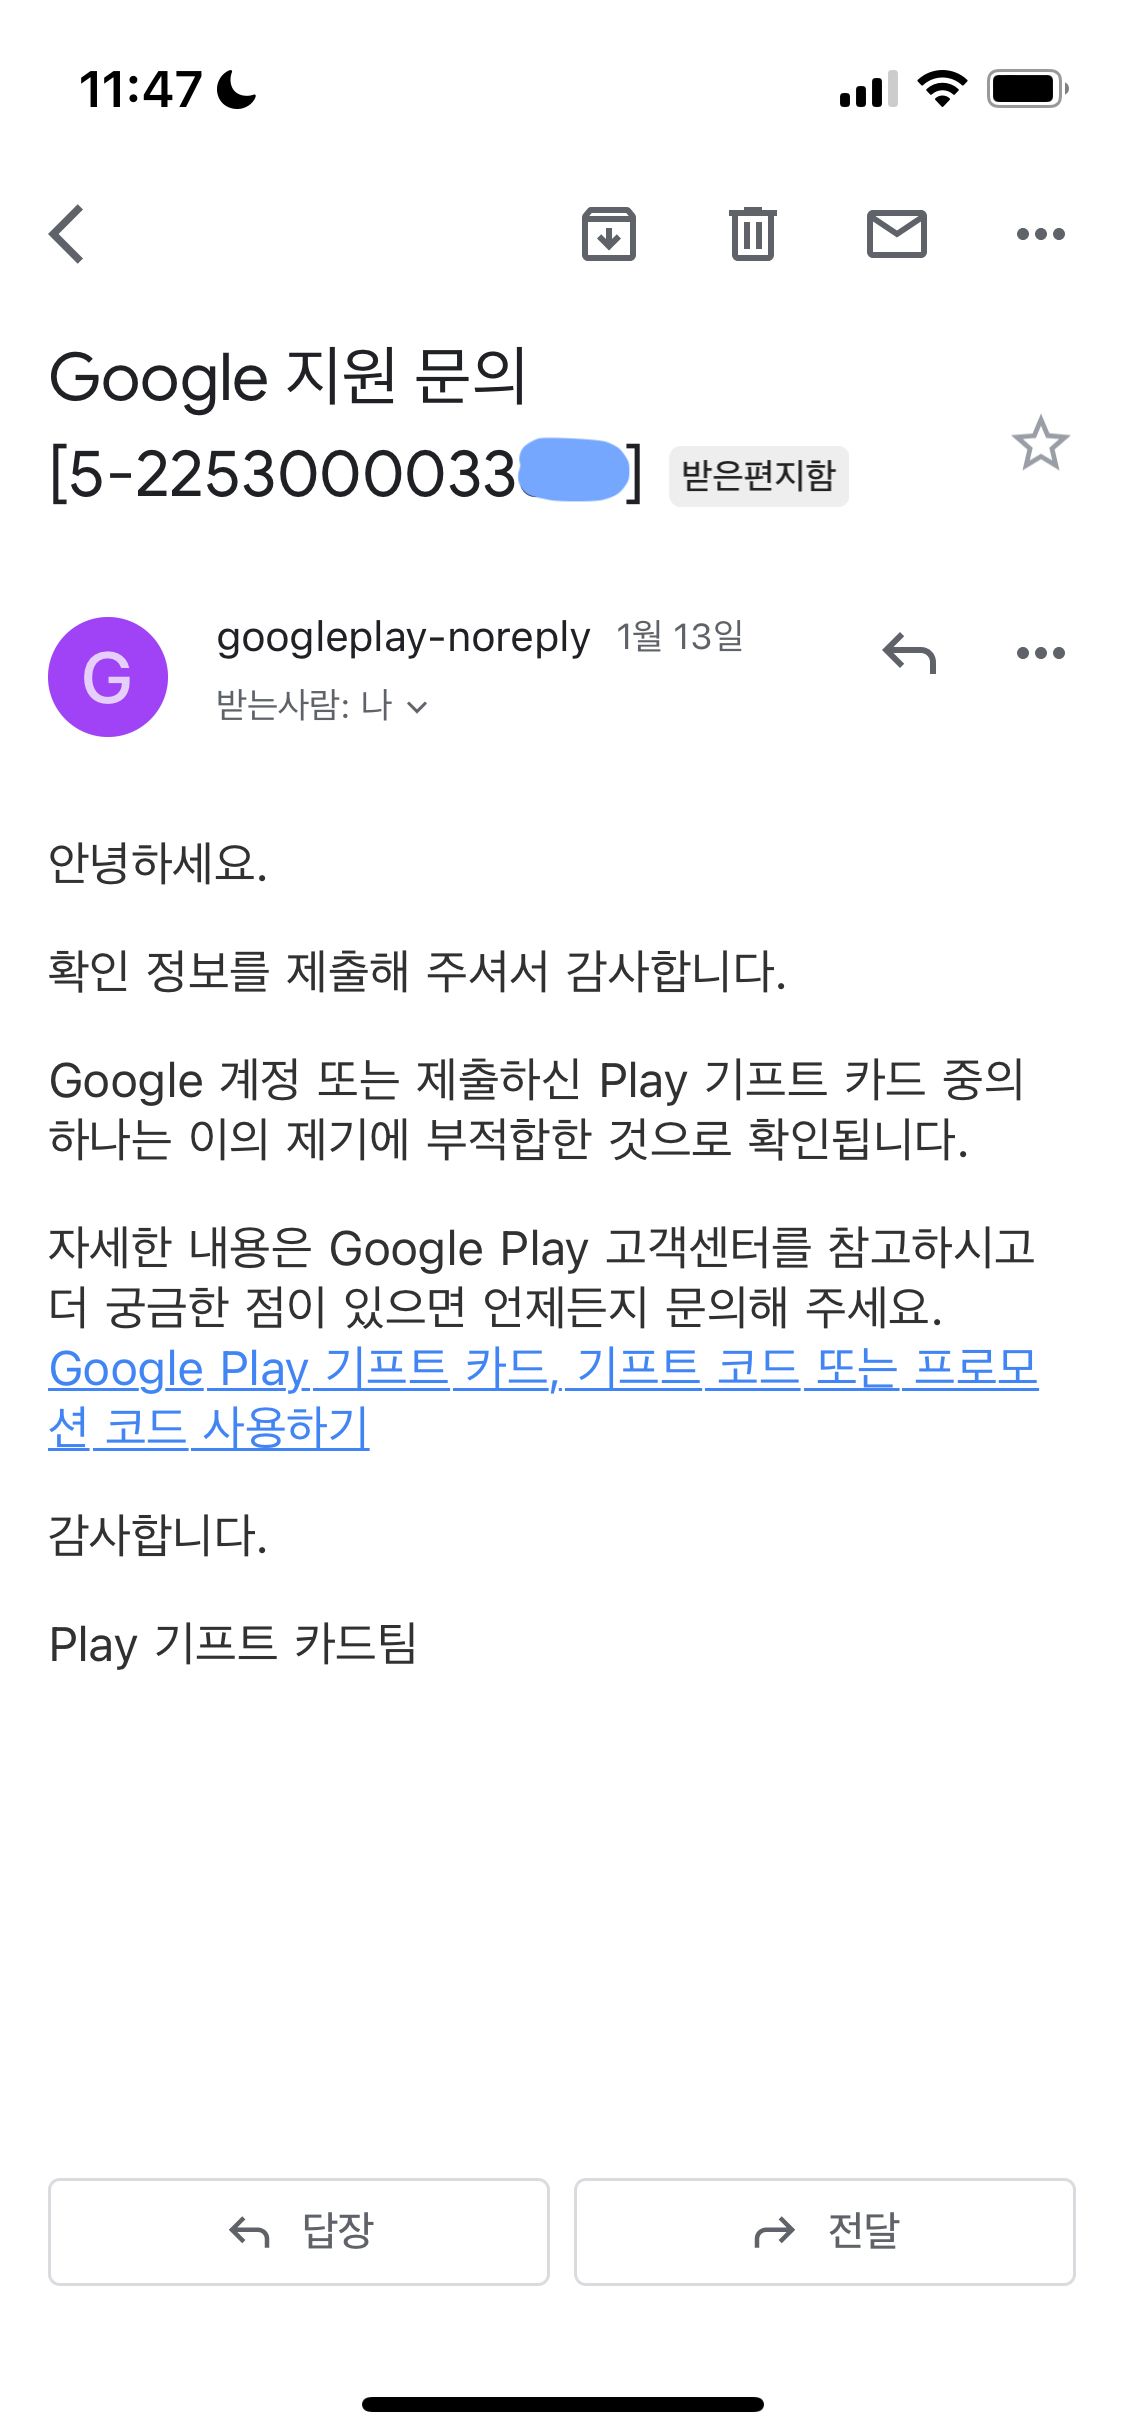 11:47
Google 지원 문의
[5-2253000033 ] 받은편지함
G
googleplay-noreply 1월 13일
받는사람: 나
안녕하세요.
확인 정보를 제출해 주셔서 감사합니다.
Google 계정 또는 제출하신 Play 기프트 카드 중의
하나는 이의 제기에 부적합한 것으로 확인됩니다.
자세한 내용은 Google Play 고객센터를 참고하시고
더 궁금한 점이 있으면 언제든지 문의해 주세요.
Google Play 기프트 카드, 기프트 코드 또는 프로모
션 코드 사용하기
감사합니다.
Play 기프트 카드팀
답장
전달